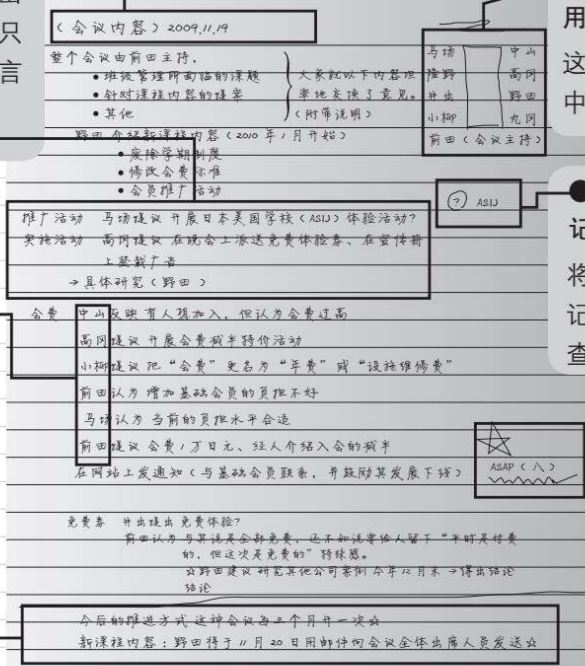 出
只
言
(会议内容) 2009.11.19
整个会议由前田主持,
• 班级管理所面临的课题
• 针对课程内容的提案
• 其他
大家就以下内容坦
率地交换了意见。
(附带说明)
马场 中山
隆野 高冈
井出 野田
小柳 九冈
前田 (会议主持)
用
这
中
野田 介绍新课程内容 (2010 年 1 月开始)
• 废除学期制度
• 修改会费标准
• 会员推广活动
? ASIJ
记
将
记
查
推广活动 马场建议 开展日本美国学校 (ASIJ) 体验活动?
实施活动 高冈建议 在晚会上派送免费体验券、在宣传册
上登载广告
→具体研究 (野田)
会费 中山反映 有人想加入, 但认为会费过高
高冈建议 开展会费减半特价活动
小柳建议 把 “会费” 更名为 “年费” 或 “设施维修费”
前田认为 增加基础会员的负担不好
马场认为 当前的负担水平合适
前田建议 会费 1 万日元、经人介绍入会的减半
在网站上发通知 (与基础会员联系, 并鼓励其发展下线)
ASAP (八)
免费券 井出提出 免费体验?
前田认为 与其说是全部免费, 还不如说要给人留下 “平时是付费
的, 但这次是免费的” 特殊感。
☆野田建议 研究其他公司案例 今年 12 月末 →得出结论
结论
今后的推进方式 这种会议每三个月开一次☆
新课程内容: 野田将于 11 月 20 日用邮件向会议全体出席人员发送☆